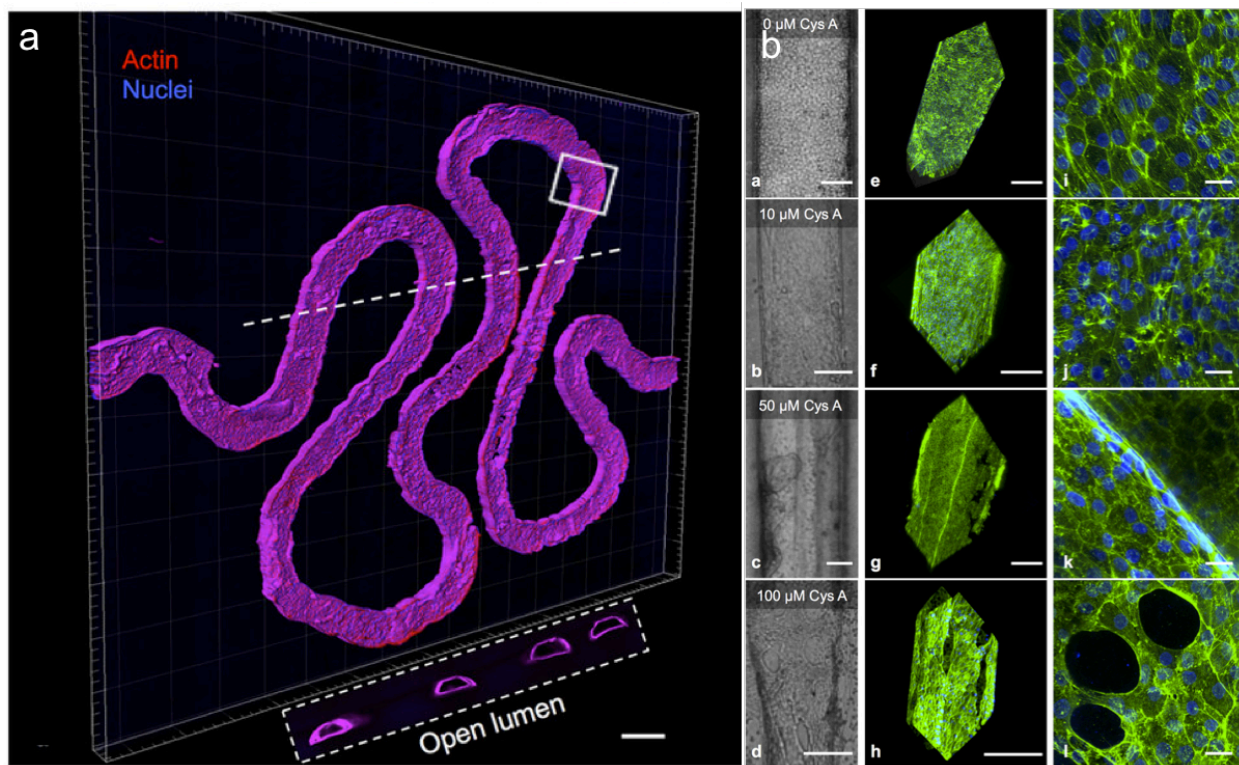 a
Actin
Nuclei
Open lumen
b
0 µM Cys A
a
e
i
10 µM Cys A
b
f
j
50 µM Cys A
c
g
k
100 µM Cys A
d
h
l